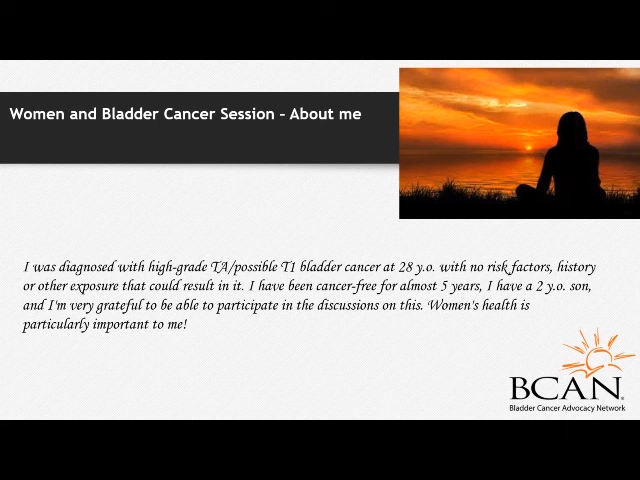 Women and Bladder Cancer Session - About me
I was diagnosed with high-grade TA/possible T1 bladder cancer at 28 y.o. with no risk factors, history
or other exposure that could result in it. I have been cancer-free for almost 5 years, I have a 2 y.o. son,
and I'm very grateful to be able to participate in the discussions on this. Women's health is
particularly important to me!
BCAN
Bladder Cancer Advocacy Network